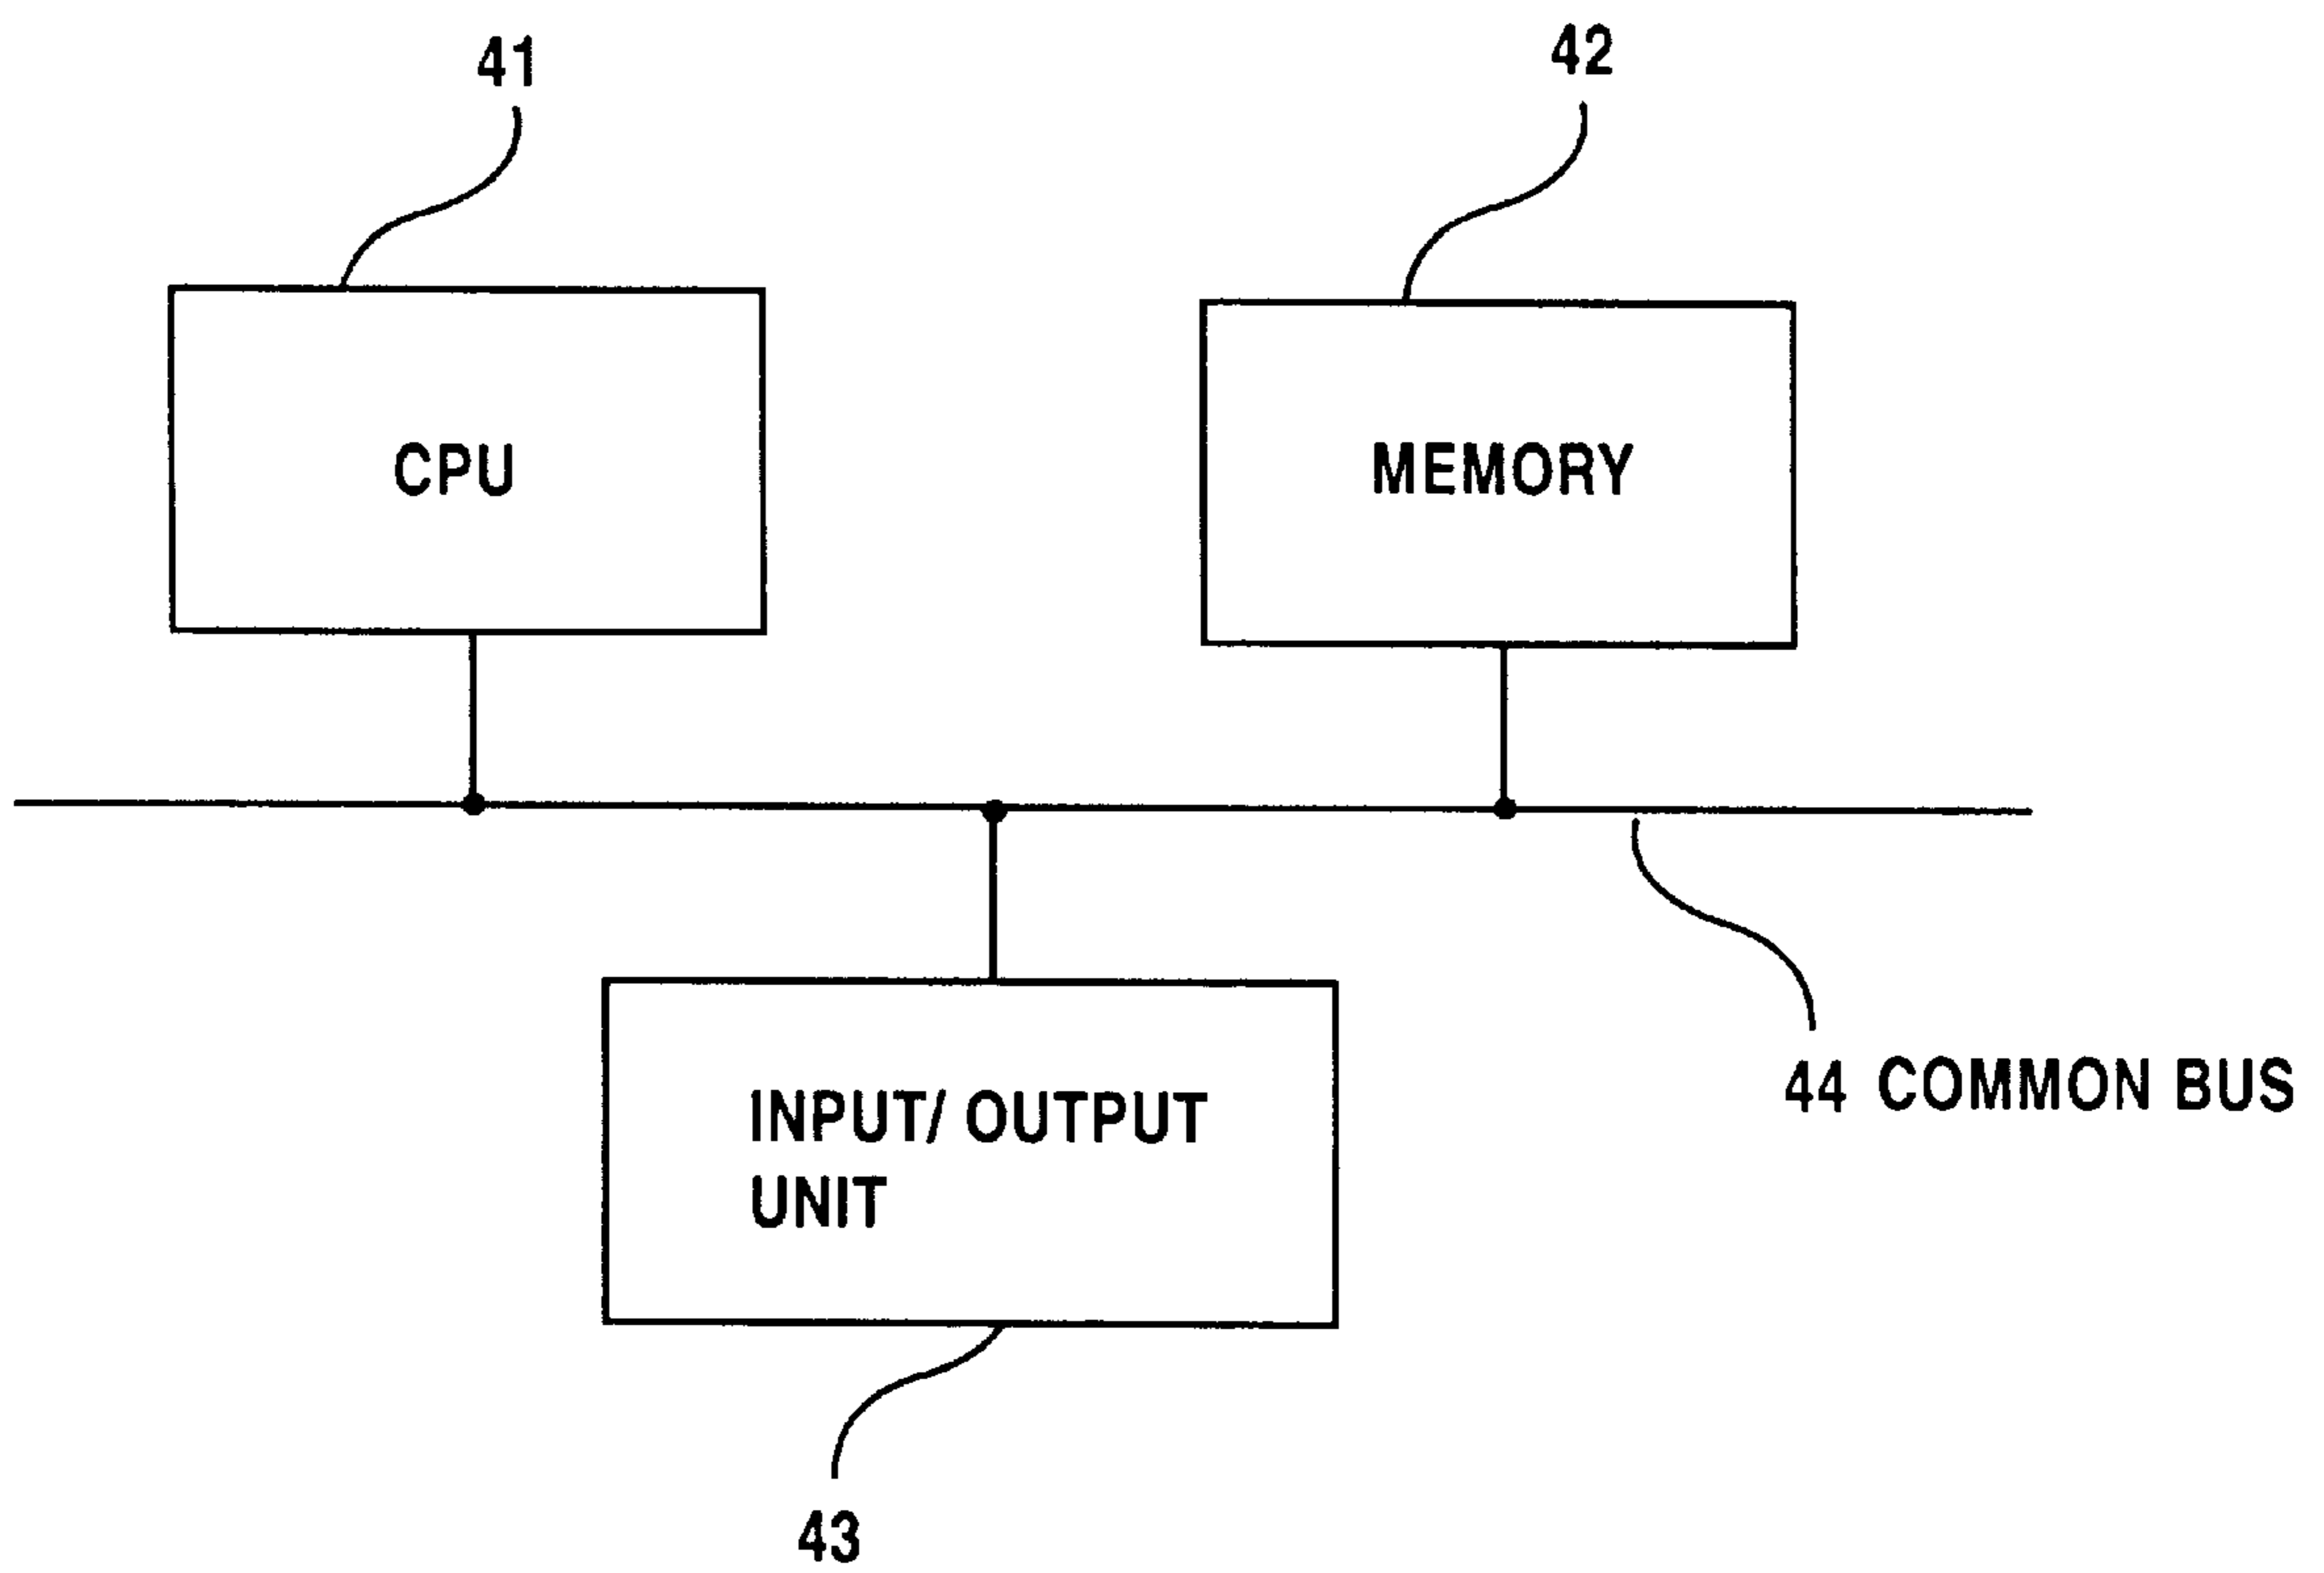 41
42
CPU
MEMORY
INPUT/ OUTPUT
UNIT
44 COMMON BUS
43